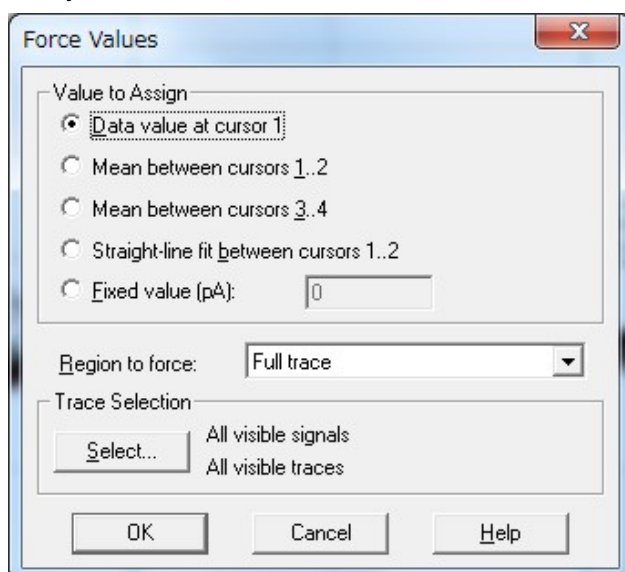 Force Values
Value to Assign
Data value at cursor 1
Mean between cursors 1..2
Mean between cursors 3..4
Straight-line fit between cursors 1..2
Fixed value (pA):
0
Region to force:
Full trace
Trace Selection
Select...
All visible signals
All visible traces
OK
Cancel
Help